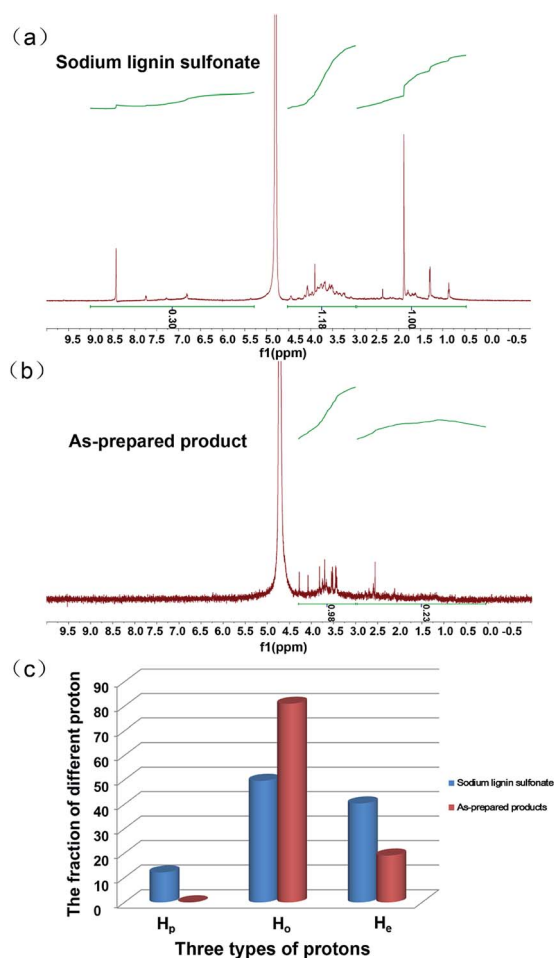 （a）
Sodium lignin sulfonate
0.30
1.18
1.00
9.5 9.0 8.5 8.0 7.5 7.0 6.5 6.0 5.5 5.0 4.5 4.0 3.5 3.0 2.5 2.0 1.5 1.0 0.5 0.0 -0.5
f1(ppm)
（b）
As-prepared product
0.98
0.23
9.5 9.0 8.5 8.0 7.5 7.0 6.5 6.0 5.5 5.0 4.5 4.0 3.5 3.0 2.5 2.0 1.5 1.0 0.5 0.0 -0.5
f1(ppm)
（c）
The fraction of different proton
90
80
70
60
50
40
30
20
10
0
Sodium lignin sulfonate
As-prepared products
Hp Ho He
Three types of protons